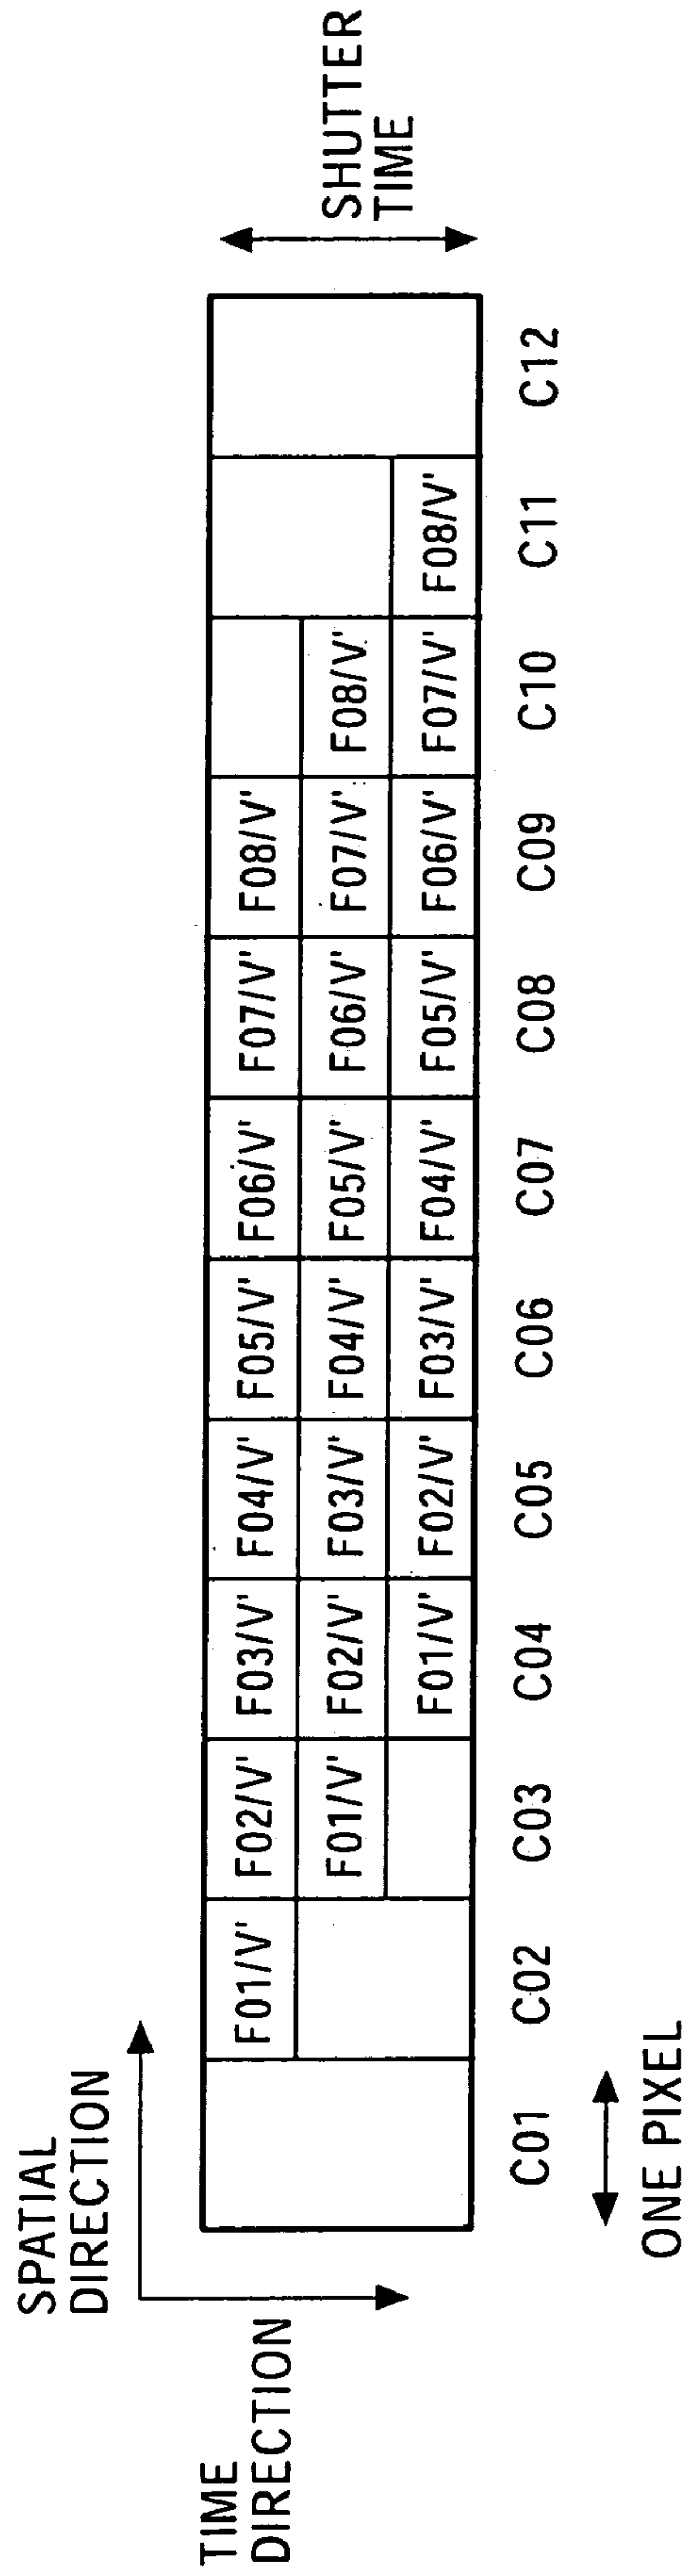 SPATIAL
DIRECTION
TIME
DIRECTION
SHUTTER
TIME
F01/V' F02/V' F03/V' F04/V' F05/V' F06/V' F07/V' F08/V'
F01/V' F02/V' F03/V' F04/V' F05/V' F06/V' F07/V' F08/V'
F01/V' F02/V' F03/V' F04/V' F05/V' F06/V' F07/V' F08/V'
C01 C02 C03 C04 C05 C06 C07 C08 C09 C10 C11 C12
ONE PIXEL